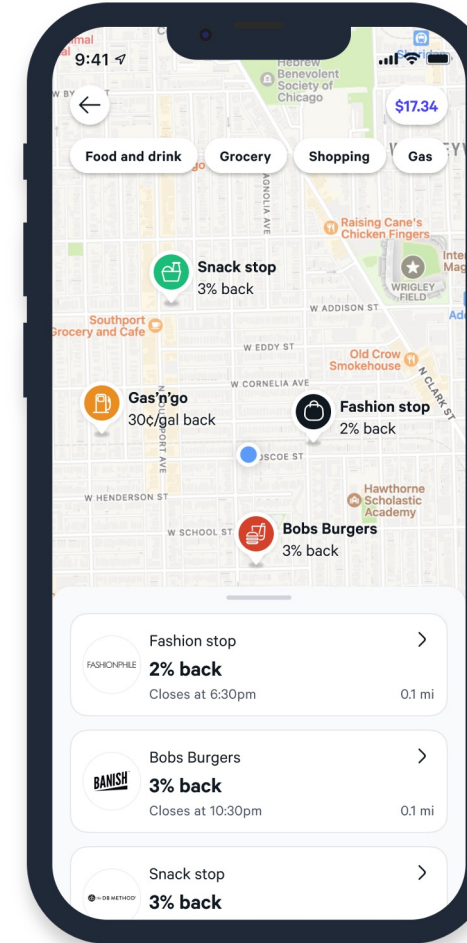 9:41
Hebrew
Benevolent
Society of
Chicago
$17.34
Food and drink
Grocery
Shopping
Gas
MAGNOLIA AVE
Raising Cane's
Chicken Fingers
Snack stop
3% back
WRIGLEY
FIELD
W ADDISON ST
Southport
Grocery and Cafe
W EDDY ST
Old Crow
Smokehouse
N CLARK ST
W CORNELIA AVE
Gas'n'go
30¢/gal back
Fashion stop
2% back
W HENDERSON ST
Hawthorne
Scholastic
Academy
W SCHOOL ST
Bobs Burgers
3% back
Fashion stop
FASHIONPHILE
2% back
Closes at 6:30pm
0.1 mi
Bobs Burgers
BANISH
3% back
Closes at 10:30pm
0.1 mi
Snack stop
the DB METHOD
3% back